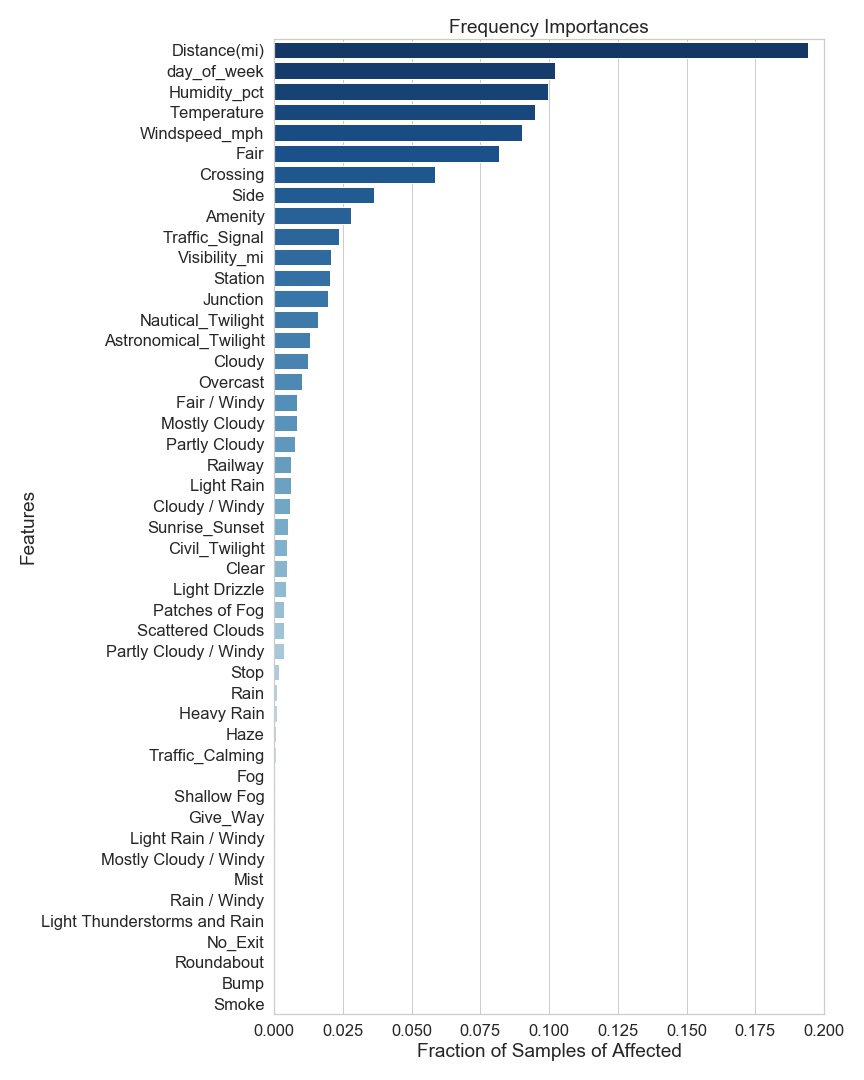 Frequency Importances
Distance(mi)
day_of_week
Humidity_pct
Temperature
Windspeed_mph
Fair
Crossing
Side
Amenity
Traffic_Signal
Visibility_mi
Station
Junction
Nautical_Twilight
Astronomical_Twilight
Cloudy
Overcast
Fair / Windy
Mostly Cloudy
Partly Cloudy
Railway
Light Rain
Cloudy / Windy
Sunrise_Sunset
Civil_Twilight
Clear
Light Drizzle
Patches of Fog
Scattered Clouds
Partly Cloudy / Windy
Stop
Rain
Heavy Rain
Haze
Traffic_Calming
Fog
Shallow Fog
Give_Way
Light Rain / Windy
Mostly Cloudy / Windy
Mist
Rain / Windy
Light Thunderstorms and Rain
No_Exit
Roundabout
Bump
Smoke
Features
0.000 0.025 0.050 0.075 0.100 0.125 0.150 0.175 0.200
Fraction of Samples of Affected